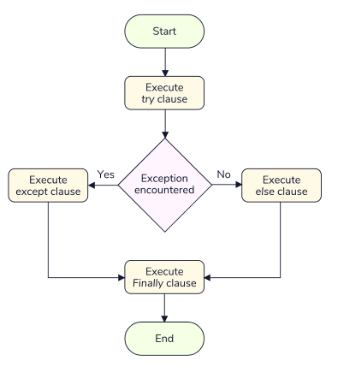 Start
Execute
try clause
Exception
encountered
Yes
No
Execute
except clause
Execute
else clause
Execute
Finally clause
End